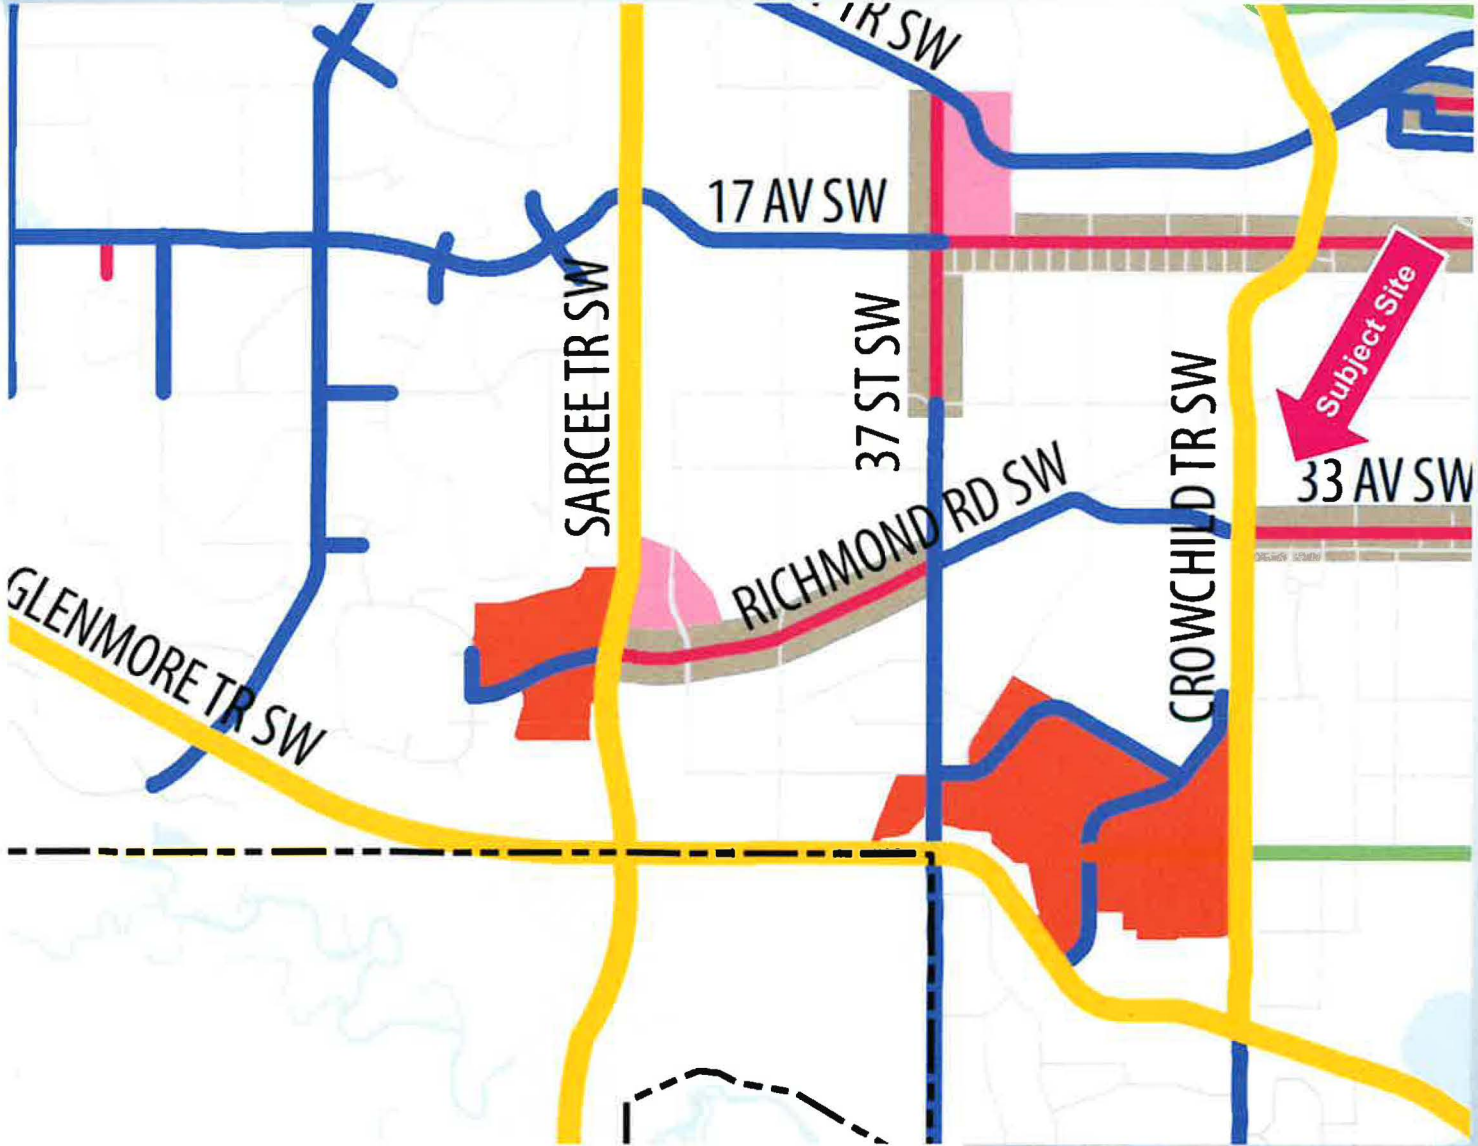 TR SW
17 AV SW
Subject Site
SARCEE TR SW
37 ST SW
CROWCHILD TR SW
33 AV SW
RICHMOND RD SW
GLENMORE TR SW